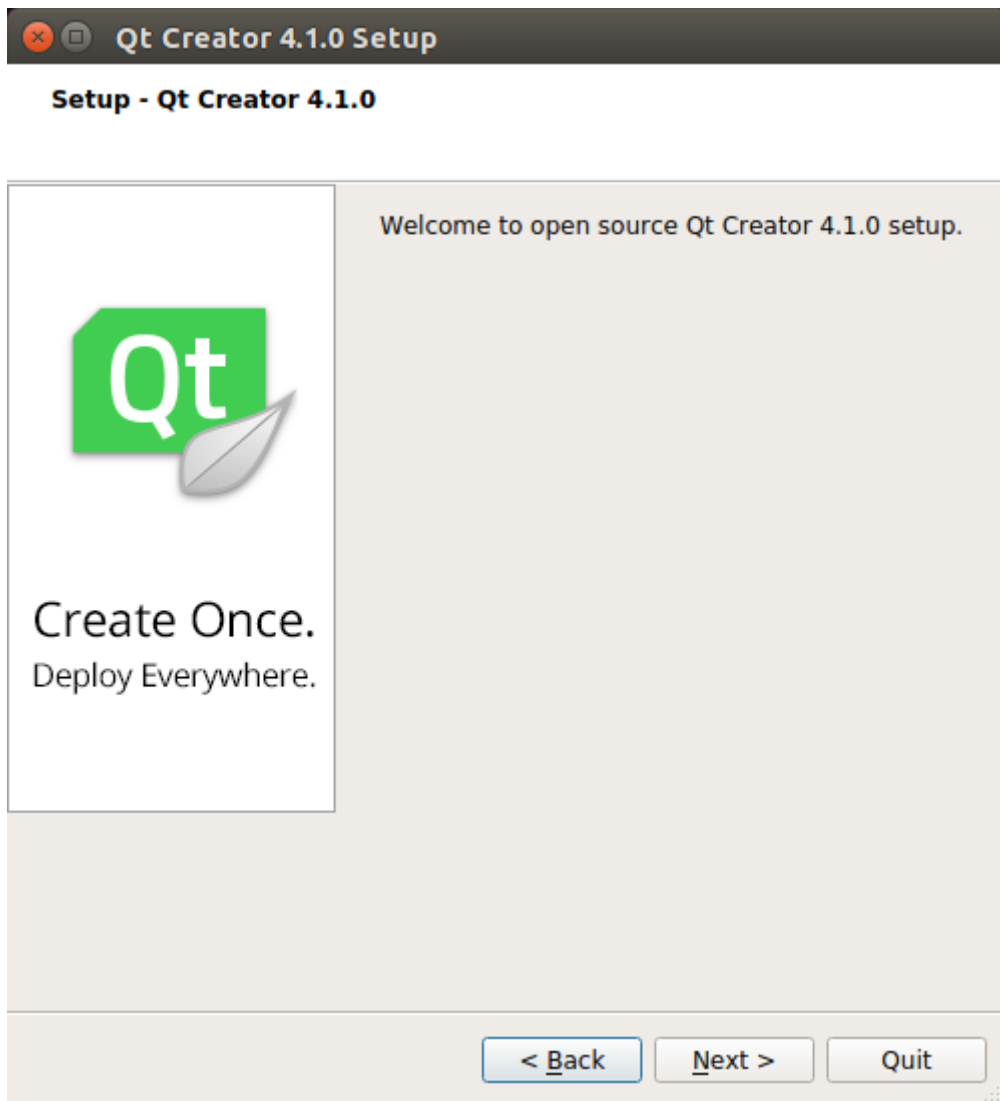 Qt Creator 4.1.0 Setup
Setup - Qt Creator 4.1.0
Welcome to open source Qt Creator 4.1.0 setup.
Qt
Create Once.
Deploy Everywhere.
< Back
Next >
Quit